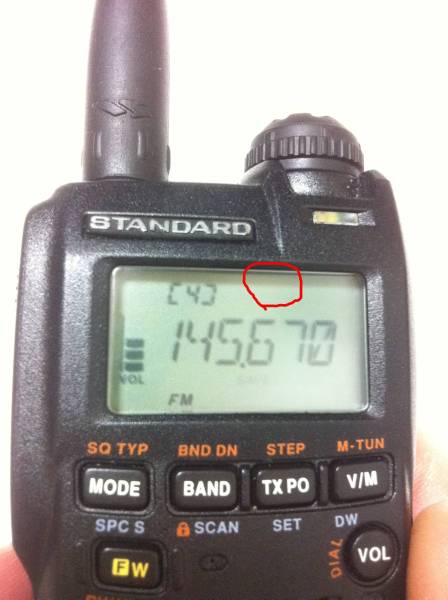 STANDARD
[4]
145.670
VOL
FM
SQ TYP BND DN STEP M-TUN
MODE BAND TX PO V/M
SPC S SCAN SET DW
F W DIAL VOL